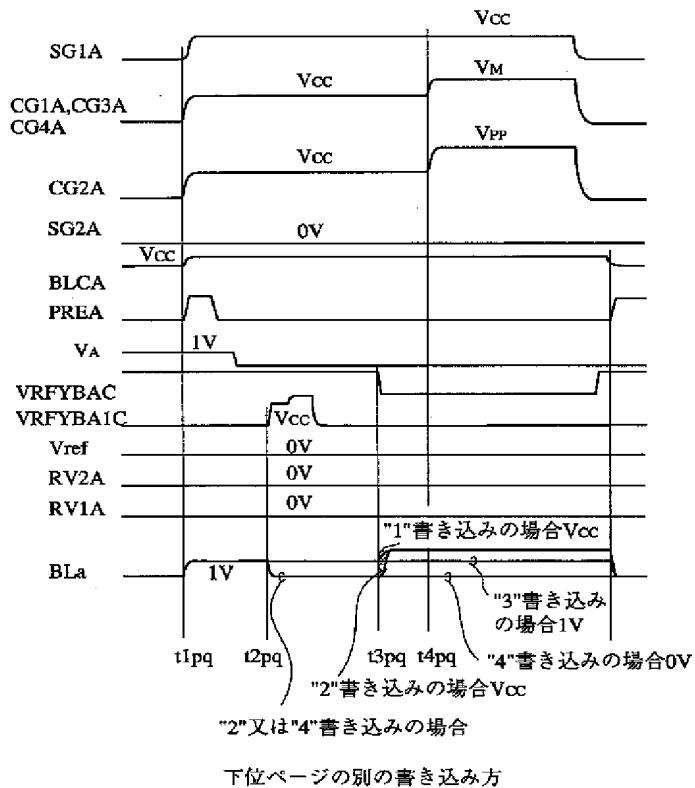 VCC
SG1A
VCC
VM
CG1A,CG3A
CG4A
VCC
VPP
CG2A
SG2A
0V
VCC
BLCA
PREA
VA
1V
VRFYBAC
VRFYBA1C
VCC
Vref
0V
RV2A
0V
RV1A
0V
"1"書き込みの場合Vcc
BLa
1V
"3"書き込み
の場合1V
t1pq
t2pq
t3pq
t4pq
"4"書き込みの場合0V
"2"書き込みの場合Vcc
"2"又は"4"書き込みの場合
下位ページの別の書き込み方